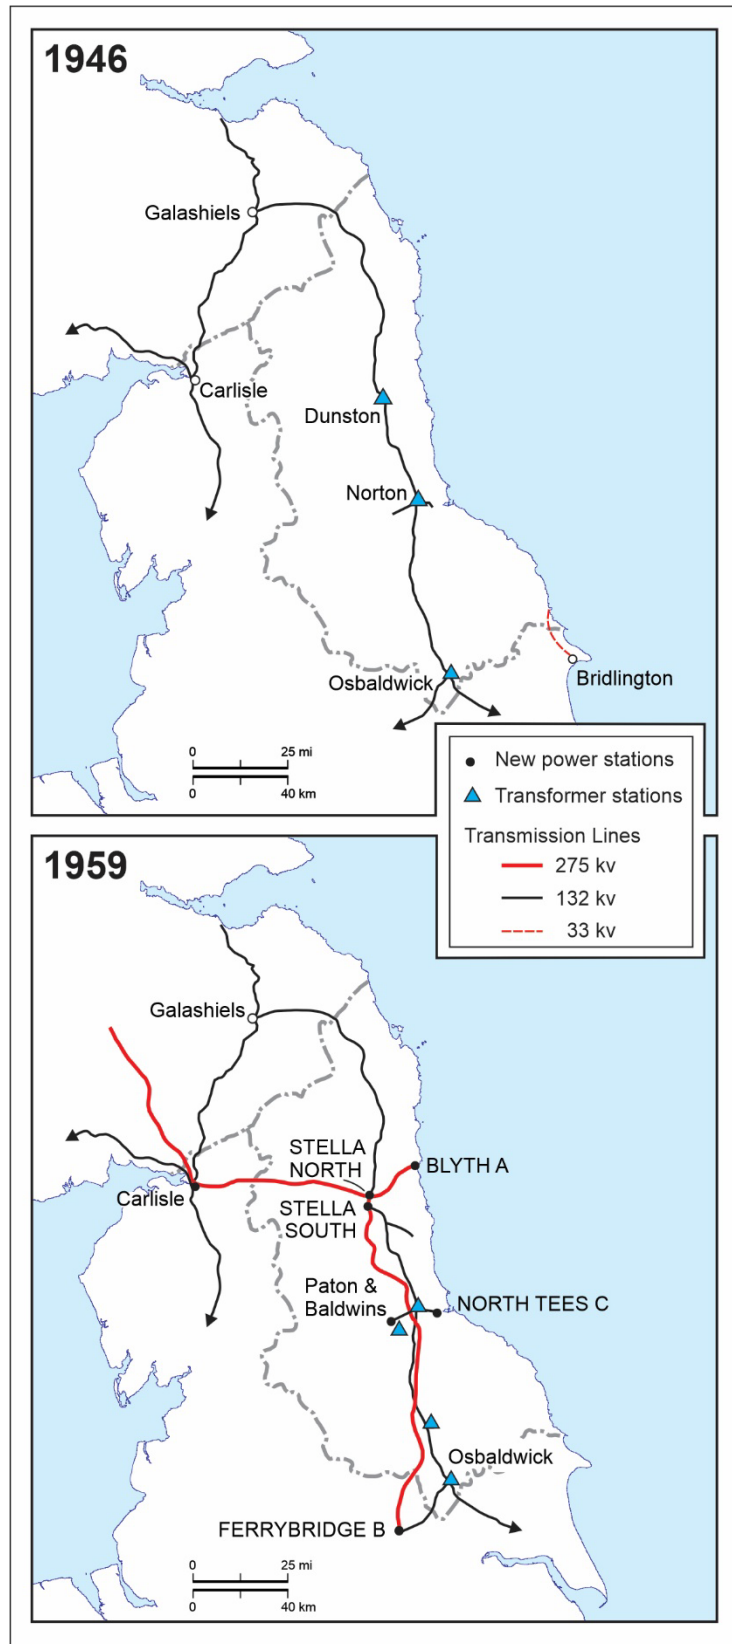 1946
Galashiels
Carlisle
Dunston
Norton
Osbaldwick
Bridlington
0 25 mi
0 40 km
New power stations
Transformer stations
Transmission Lines
275 kv
132 kv
33 kv
1959
Galashiels
STELLA
NORTH
BLYTH A
Carlisle
STELLA
SOUTH
Paton &
Baldwins
NORTH TEES C
Osbaldwick
FERRYBRIDGE B
0 25 mi
0 40 km